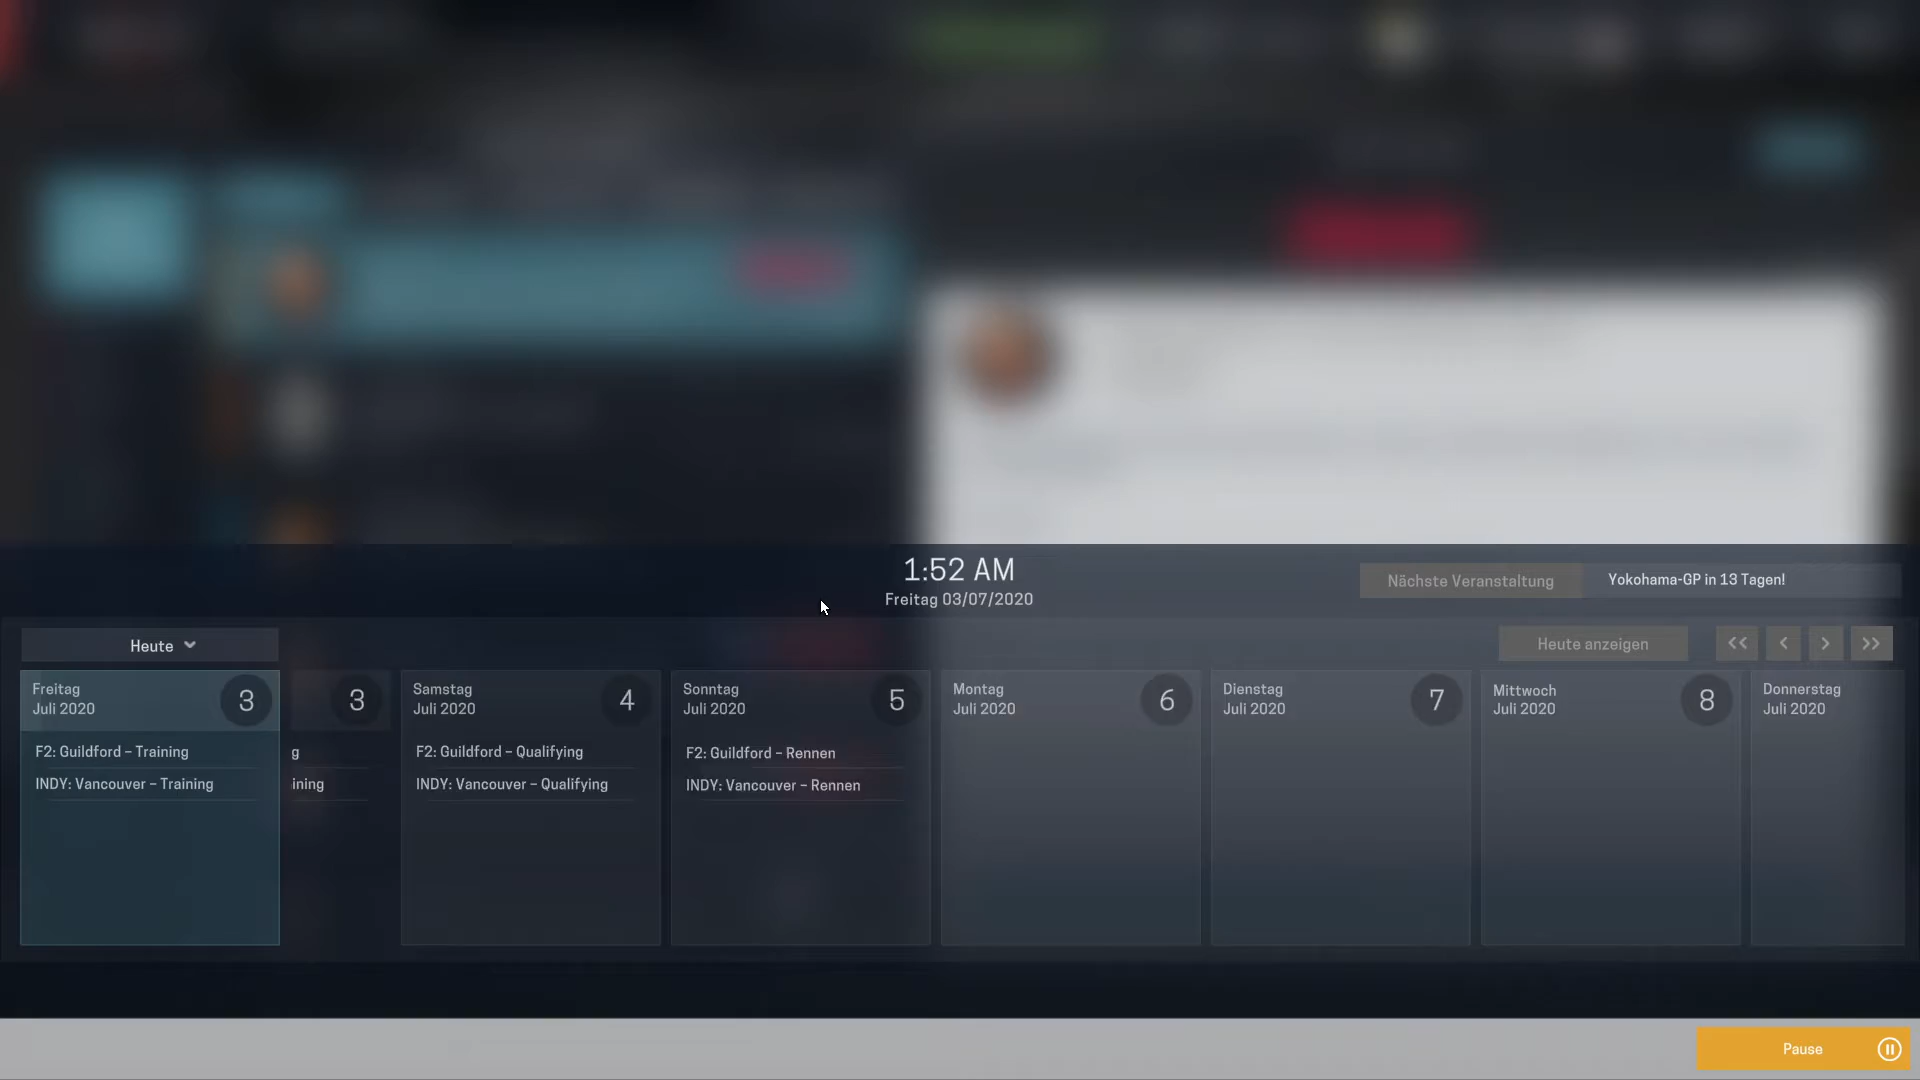 1:52 AM
Freitag 03/07/2020
Nächste Veranstaltung
Yokohama-GP in 13 Tagen!
Heute
Heute anzeigen
Freitag
Juli 2020
3
F2: Guildford – Training
INDY: Vancouver – Training
3
g
ining
Samstag
Juli 2020
4
F2: Guildford – Qualifying
INDY: Vancouver – Qualifying
Sonntag
Juli 2020
5
F2: Guildford – Rennen
INDY: Vancouver – Rennen
Montag
Juli 2020
6
Dienstag
Juli 2020
7
Mittwoch
Juli 2020
8
Donnerstag
Juli 2020
Pause